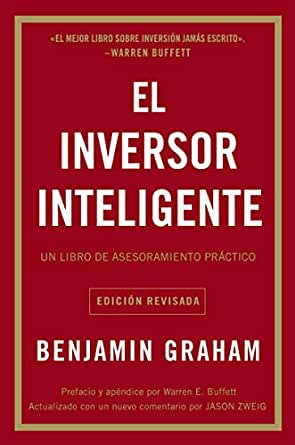 «EL MEJOR LIBRO SOBRE INVERSIÓN JAMÁS ESCRITO».
—WARREN BUFFETT
EL
INVERSOR
INTELIGENTE
UN LIBRO DE ASESORAMIENTO PRÁCTICO
EDICIÓN REVISADA
BENJAMIN GRAHAM
Prefacio y apéndice por Warren E. Buffett
Actualizado con un nuevo comentario por JASON ZWEIG